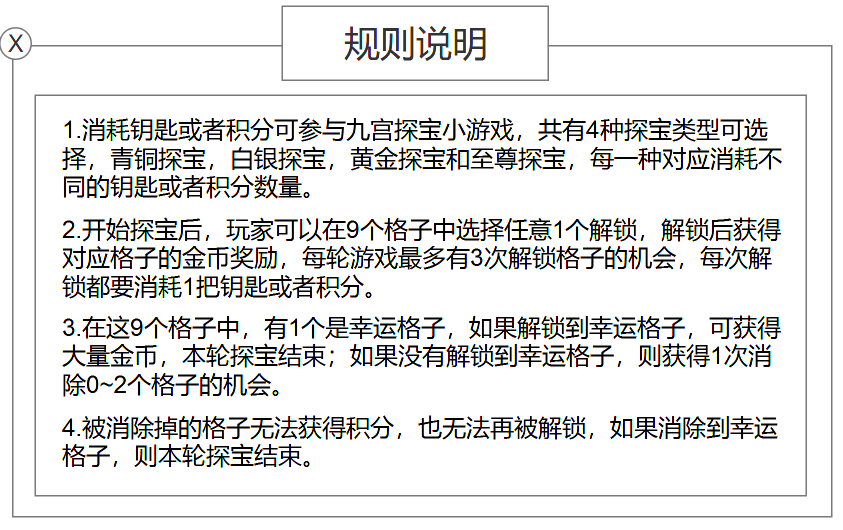 规则说明
X
1.消耗钥匙或者积分可参与九宫探宝小游戏，共有4种探宝类型可选
择，青铜探宝，白银探宝，黄金探宝和至尊探宝，每一种对应消耗不
同的钥匙或者积分数量。
2.开始探宝后，玩家可以在9个格子中选择任意1个解锁，解锁后获得
对应格子的金币奖励，每轮游戏最多有3次解锁格子的机会，每次解
锁都要消耗1把钥匙或者积分。
3.在这9个格子中，有1个是幸运格子，如果解锁到幸运格子，可获得
大量金币，本轮探宝结束；如果没有解锁到幸运格子，则获得1次消
除0~2个格子的机会。
4.被消除掉的格子无法获得积分，也无法再被解锁，如果消除到幸运
格子，则本轮探宝结束。